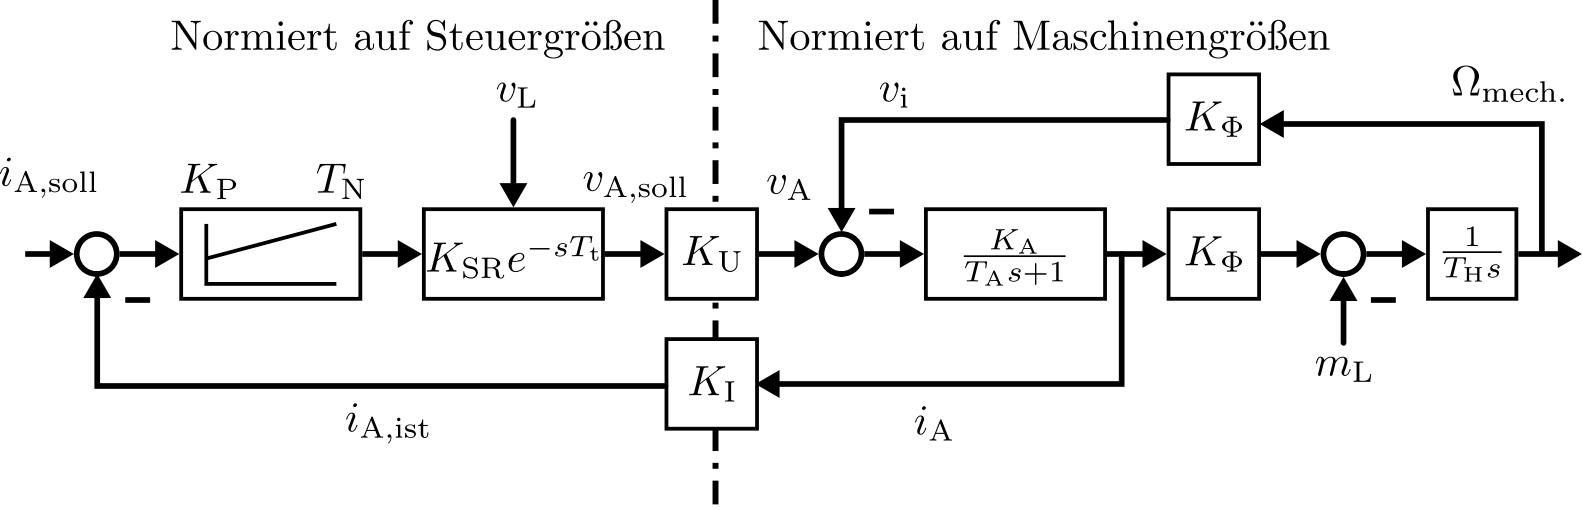 Normiert auf Steuergrößen
Normiert auf Maschinengrößen
v_L
v_i
K_Φ
Ω_mech.
i_A,soll
K_P
T_N
v_A,soll
v_A
K_SR e^{-sT_t}
K_U
K_A/(T_A s+1)
K_Φ
1/(T_H s)
K_I
m_L
i_A,ist
i_A